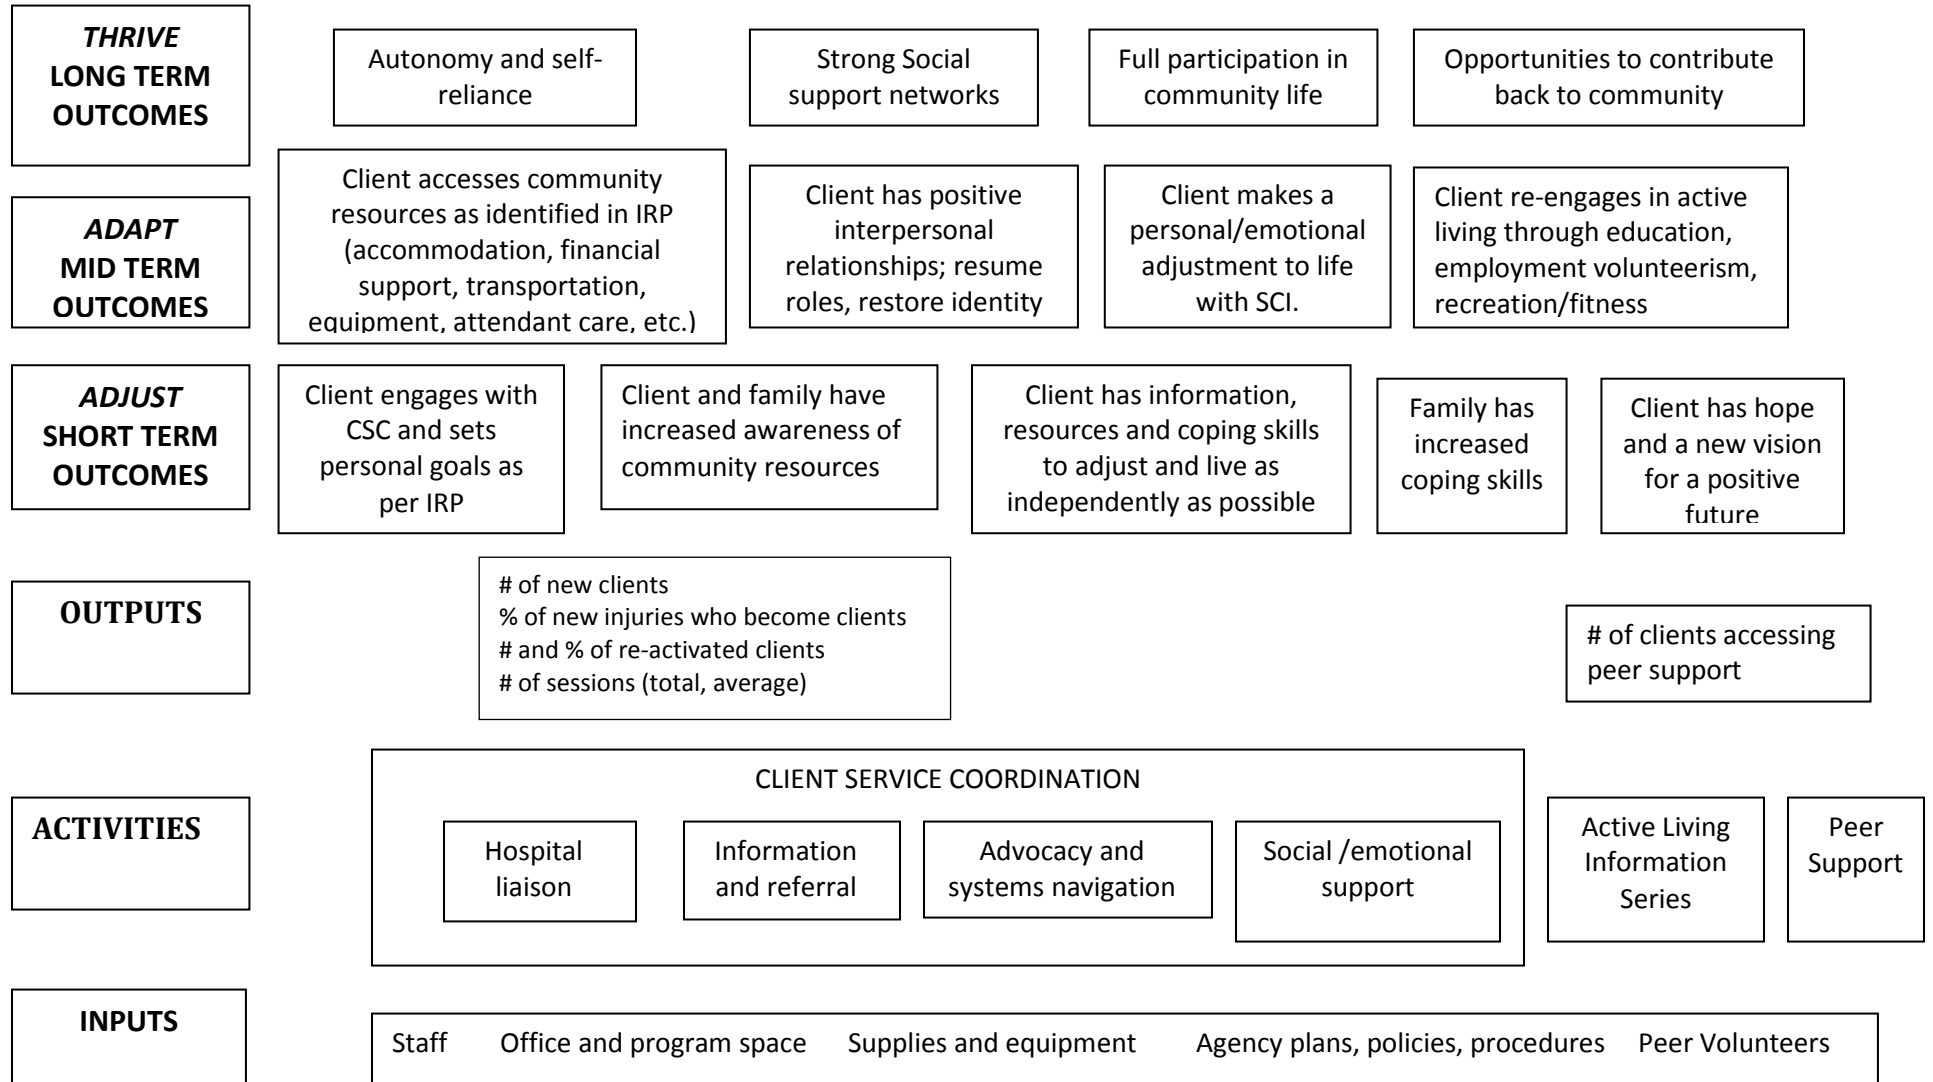 THRIVE
LONG TERM
OUTCOMES
Autonomy and self-
reliance
Strong Social
support networks
Full participation in
community life
Opportunities to contribute
back to community
ADAPT
MID TERM
OUTCOMES
Client accesses community
resources as identified in IRP
(accommodation, financial
support, transportation,
equipment, attendant care, etc.)
Client has positive
interpersonal
relationships; resume
roles, restore identity
Client makes a
personal/emotional
adjustment to life
with SCI.
Client re-engages in active
living through education,
employment volunteerism,
recreation/fitness
ADJUST
SHORT TERM
OUTCOMES
Client engages with
CSC and sets
personal goals as
per IRP
Client and family have
increased awareness of
community resources
Client has information,
resources and coping skills
to adjust and live as
independently as possible
Family has
increased
coping skills
Client has hope
and a new vision
for a positive
future
OUTPUTS
# of new clients
% of new injuries who become clients
# and % of re-activated clients
# of sessions (total, average)
# of clients accessing
peer support
ACTIVITIES
CLIENT SERVICE COORDINATION
Hospital
liaison
Information
and referral
Advocacy and
systems navigation
Social /emotional
support
Active Living
Information
Series
Peer
Support
INPUTS
Staff Office and program space Supplies and equipment Agency plans, policies, procedures Peer Volunteers